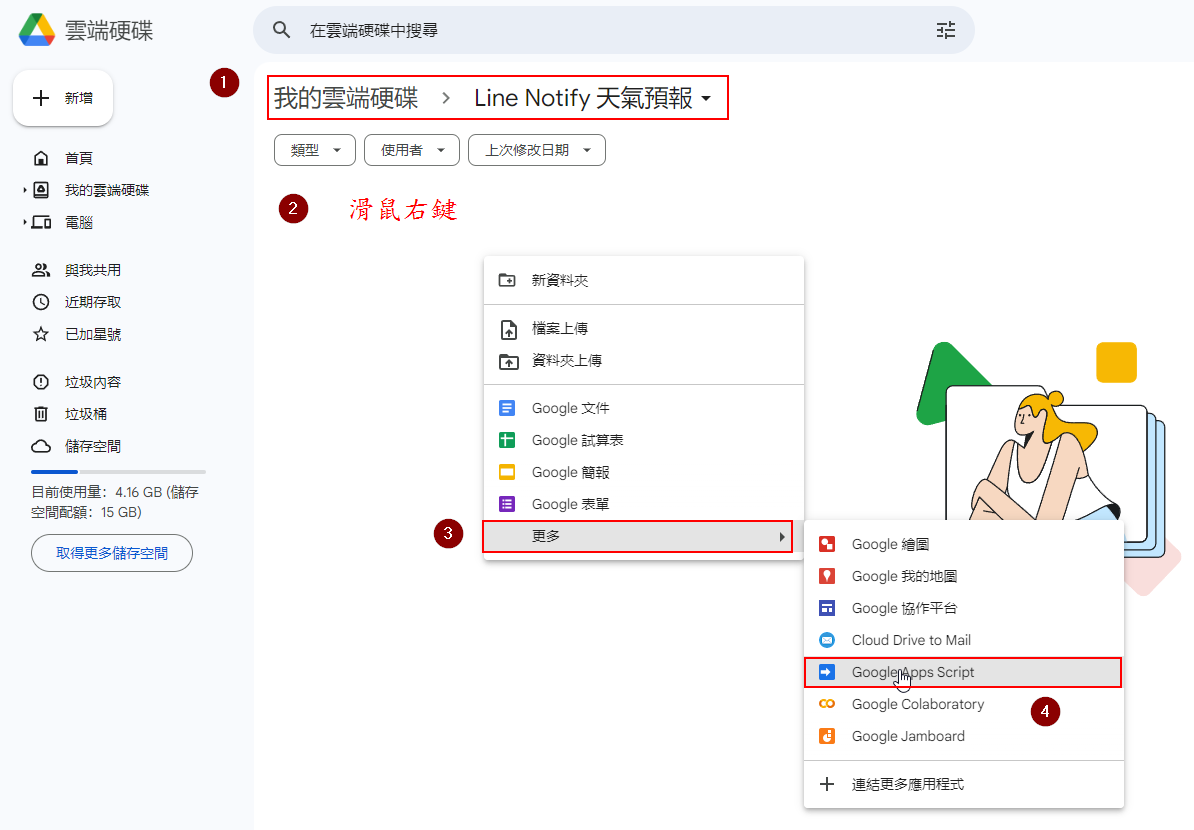 雲端硬碟
在雲端硬碟中搜尋
新增
1
我的雲端硬碟 > Line Notify 天氣預報
類型
使用者
上次修改日期
首頁
我的雲端硬碟
電腦
與我共用
近期存取
已加星號
垃圾內容
垃圾桶
儲存空間
目前使用量：4.16 GB (儲存
空間配額：15 GB)
取得更多儲存空間
2
滑鼠右鍵
新資料夾
檔案上傳
資料夾上傳
Google 文件
Google 試算表
Google 簡報
Google 表單
3
更多
Google 繪圖
Google 我的地圖
Google 協作平台
Cloud Drive to Mail
Google Apps Script
Google Colaboratory
4
Google Jamboard
連結更多應用程式